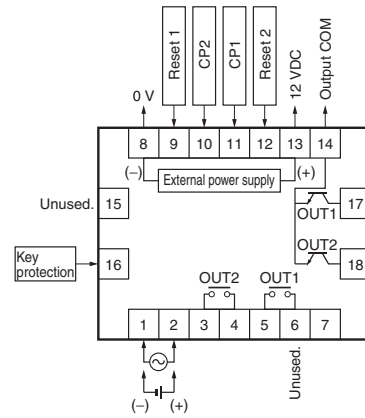 Reset 1
CP2
CP1
Reset 2
12 VDC
Output COM
0 V
8 9 10 11 12 13 14
(−) External power supply (+)
Unused. 15
OUT1
17
Key
protection
16
OUT2
18
OUT2 OUT1
1 2 3 4 5 6 7
Unused.
(−) (+)